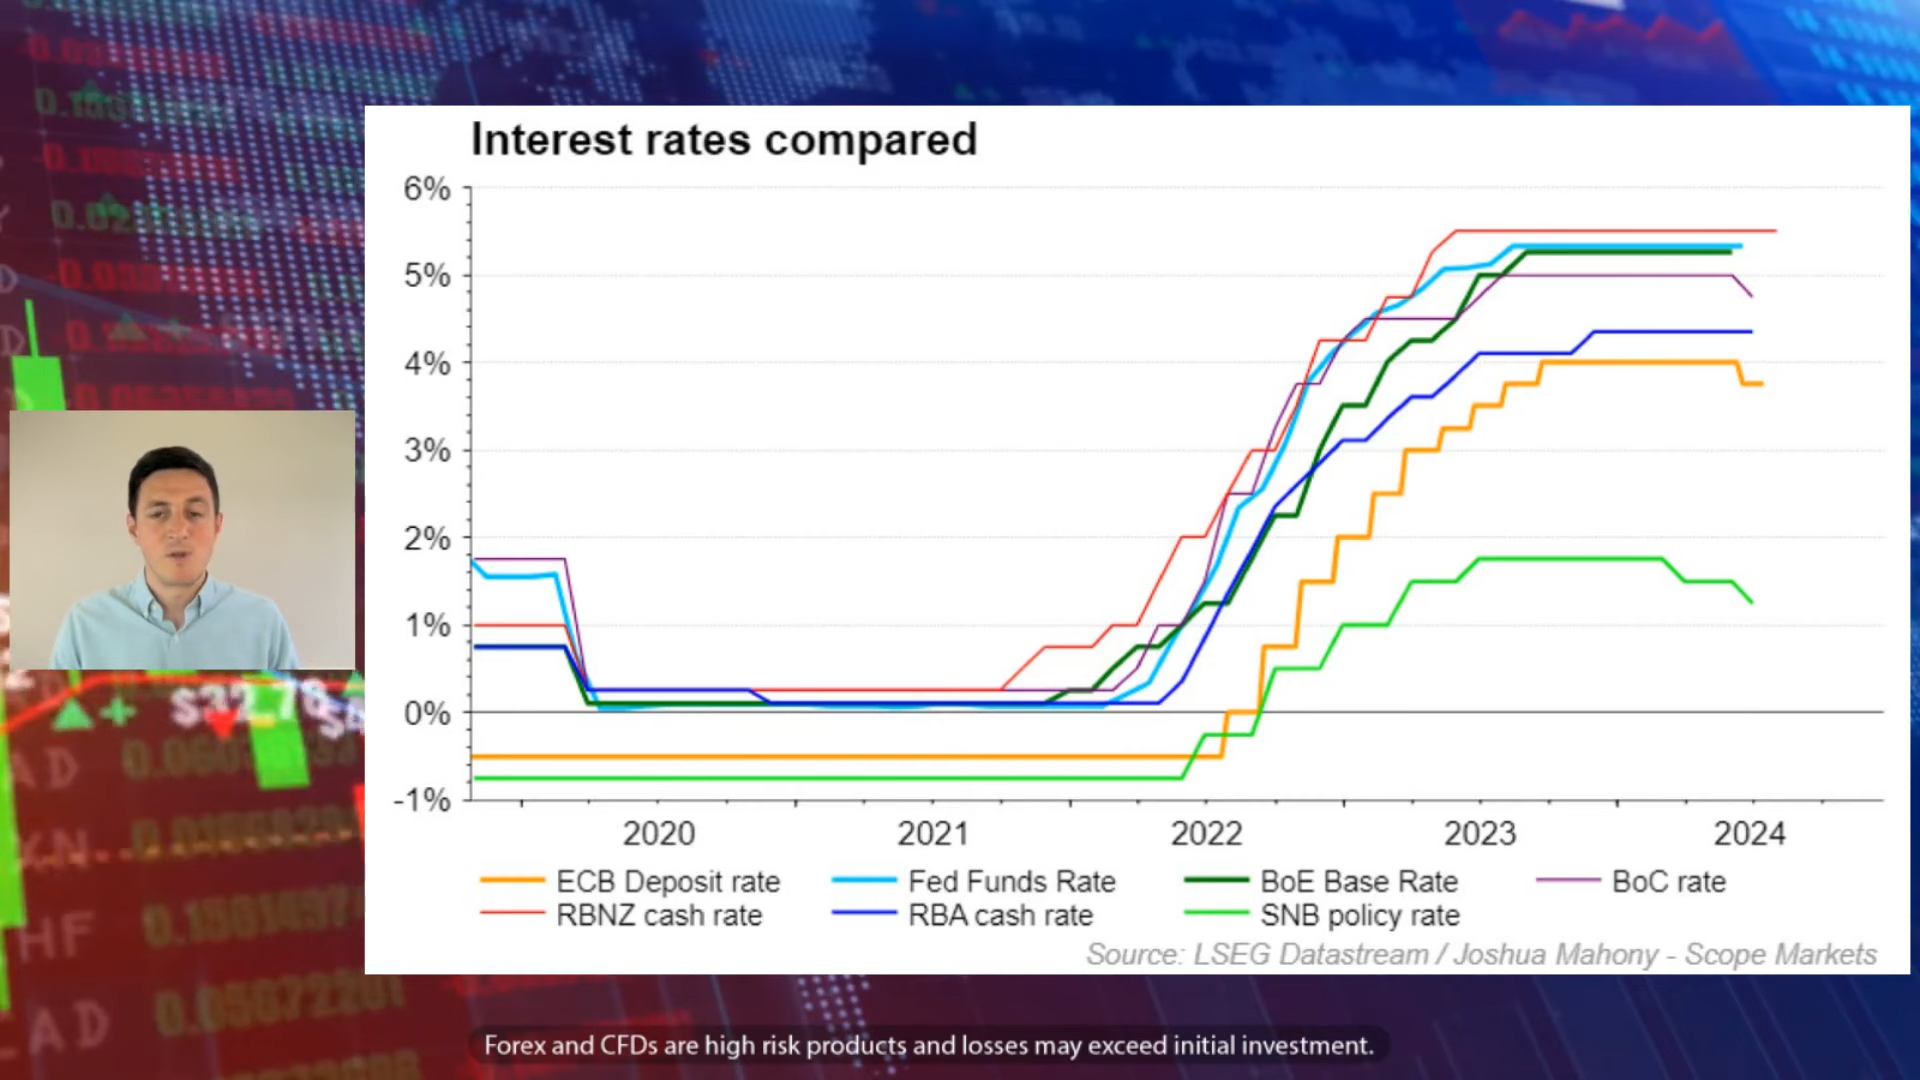 Interest rates compared
6%
5%
4%
3%
2%
1%
0%
-1%
2020 2021 2022 2023 2024
ECB Deposit rate Fed Funds Rate BoE Base Rate BoC rate
RBNZ cash rate RBA cash rate SNB policy rate
Source: LSEG Datastream / Joshua Mahony - Scope Markets
Forex and CFDs are high risk products and losses may exceed initial investment.